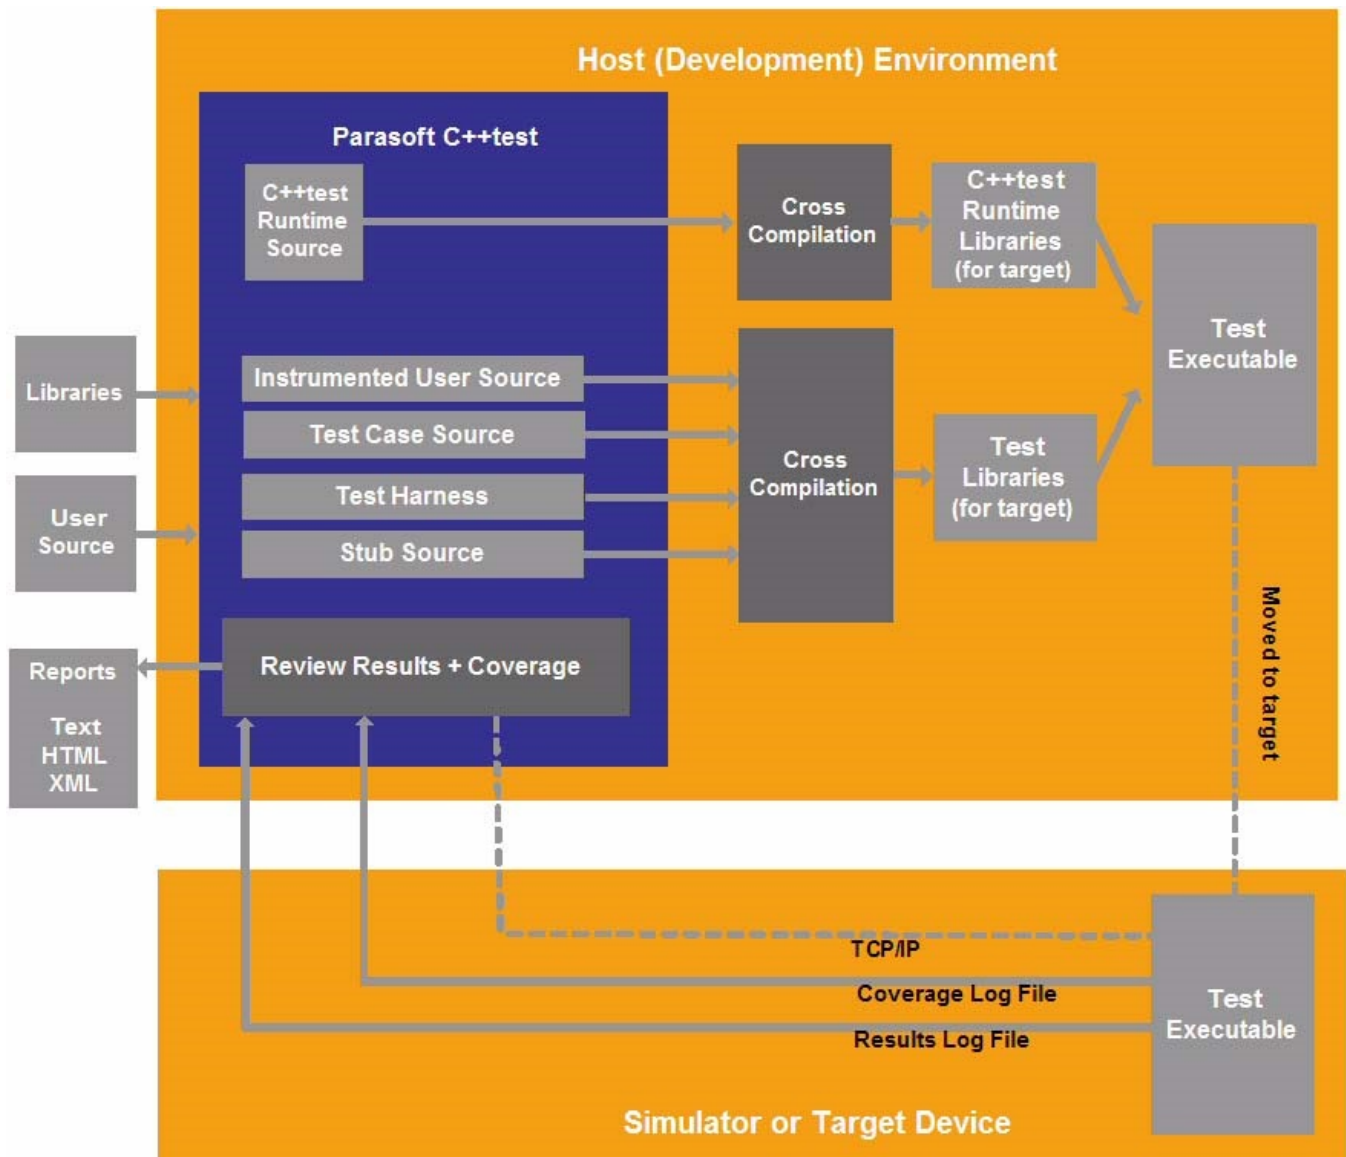 Host (Development) Environment
Parasoft C++test
C++test
Runtime
Source
Cross
Compilation
C++test
Runtime
Libraries
(for target)
Test
Executable
Libraries
Instrumented User Source
Test Case Source
Test Harness
Stub Source
Cross
Compilation
Test
Libraries
(for target)
User
Source
Moved to target
Review Results + Coverage
Reports
Text
HTML
XML
TCP/IP
Coverage Log File
Results Log File
Test
Executable
Simulator or Target Device